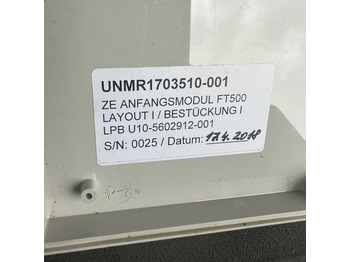 UNMR1703510-001
ZE ANFANGSMODUL FT500
LAYOUT I / BESTÜCKUNG I
LPB U10-5602912-001
S/N: 0025 / Datum: 17.4.2018